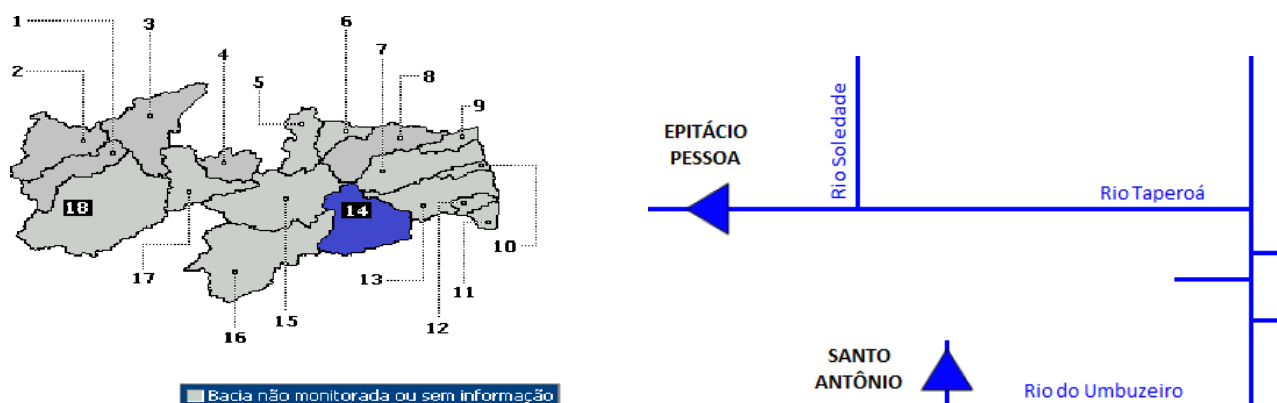 1
2
3
4
5
6
7
8
9
10
11
12
13
14
15
16
17
18
Bacia não monitorada ou sem informação
EPITÁCIO
PESSOA
Rio Soledade
Rio Taperoá
SANTO
ANTÔNIO
Rio do Umbuzeiro